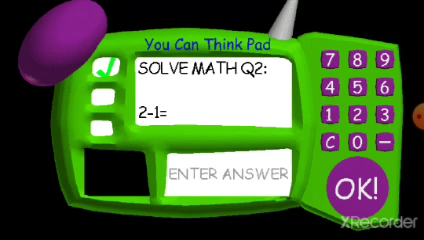 You Can Think Pad
SOLVE MATH Q2:
2-1=
ENTER ANSWER
7 8 9
4 5 6
1 2 3
C 0 -
OK!
XRecorder